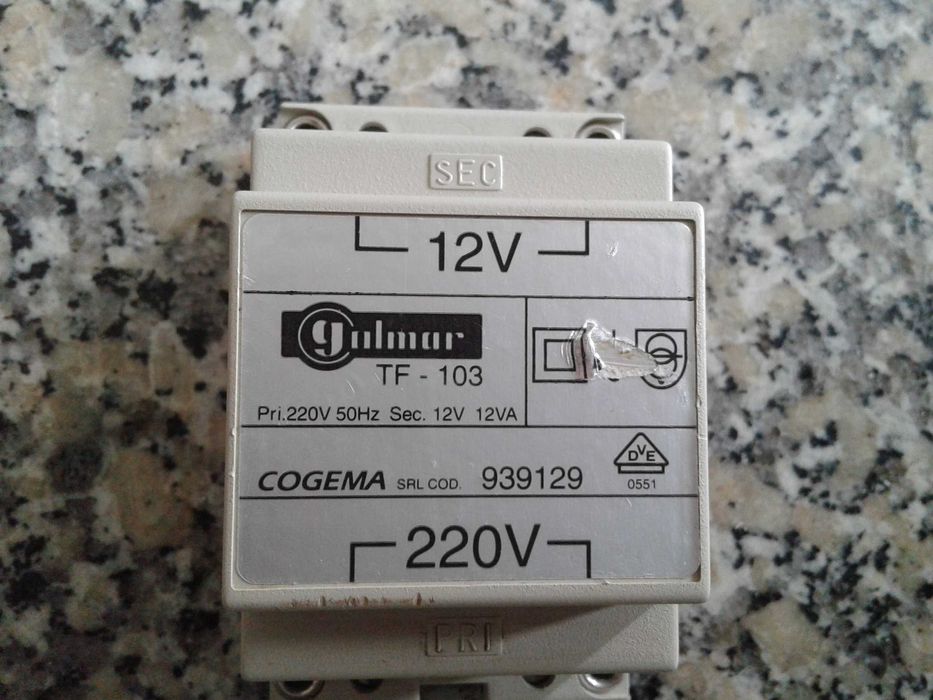 SEC
12V
golmar
TF - 103
Pri.220V 50Hz Sec. 12V 12VA
COGEMA SRL COD. 939129
DVE
0551
220V
PRI